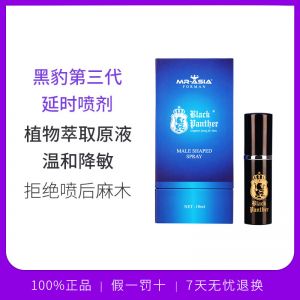 黑豹第三代
延时喷剂
植物萃取原液
温和降敏
拒绝喷后麻木
MR·ASIA
FORMAN
Black
Panther
MALE SHAPED
SPRAY
NET : 10ml
Black
Panther
100%正品 | 假一罚十 | 7天无忧退换